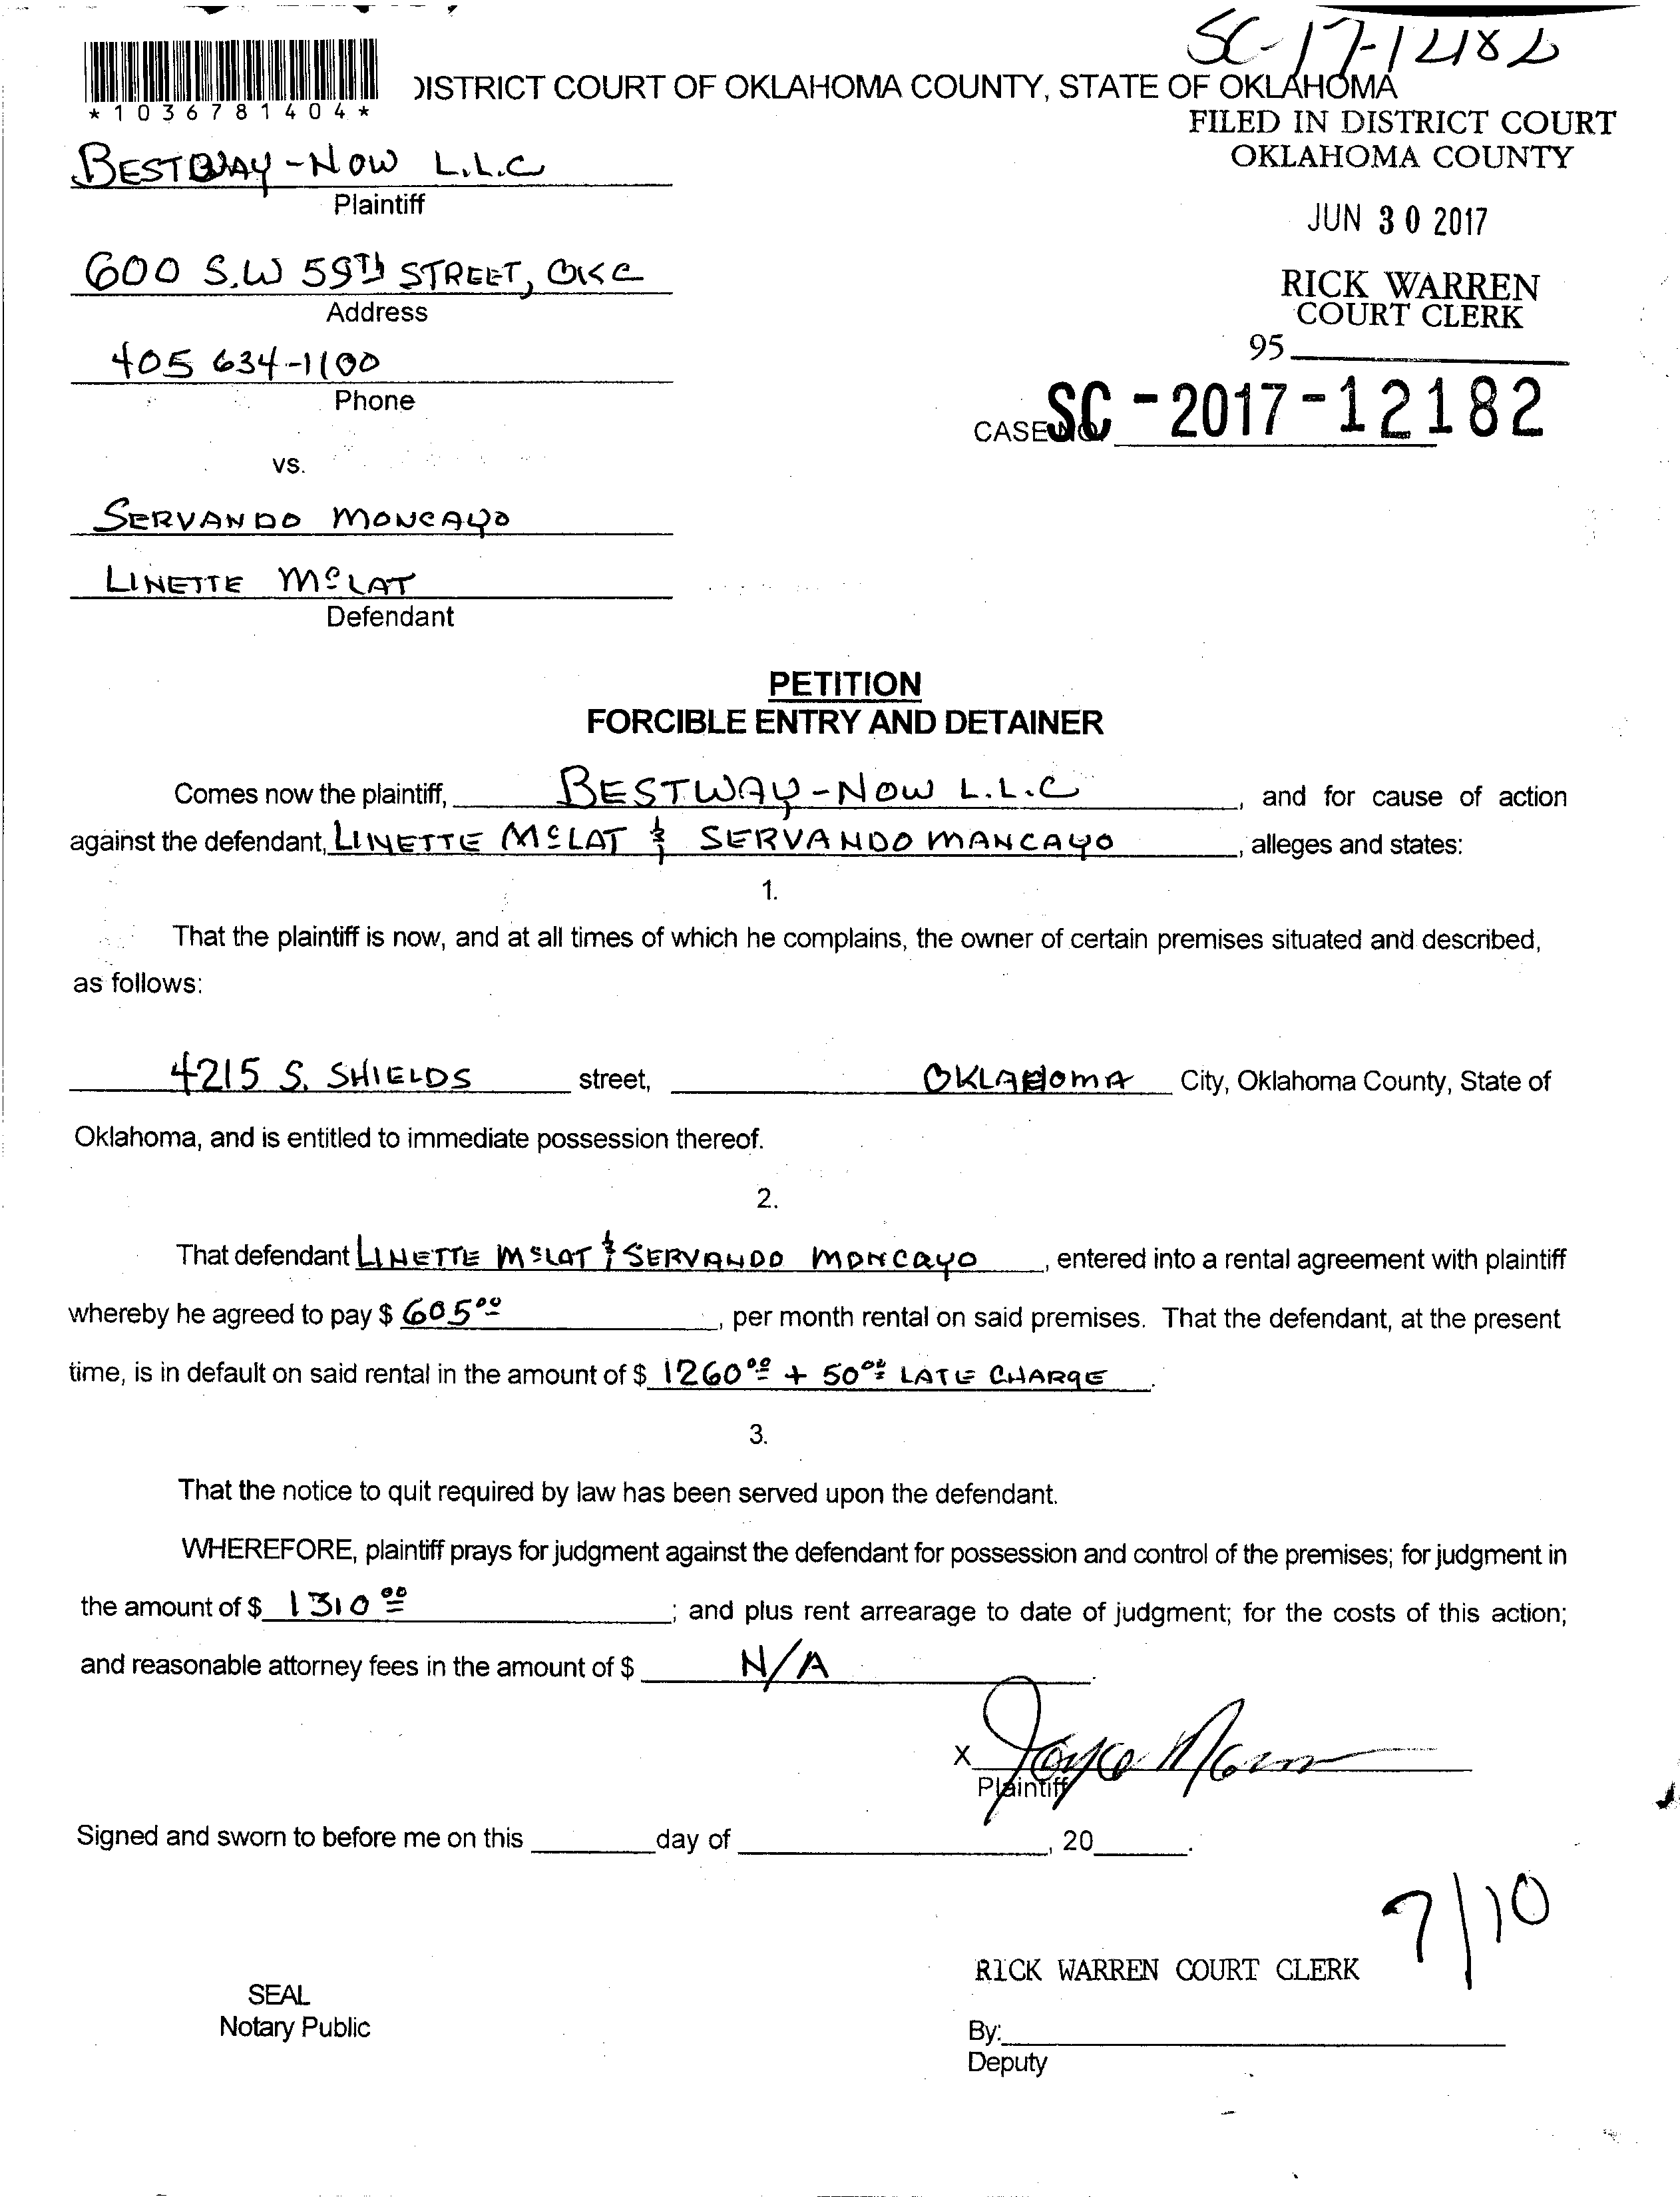 SC-17-12182
DISTRICT COURT OF OKLAHOMA COUNTY, STATE OF OKLAHOMA
*1036781404*
FILED IN DISTRICT COURT
OKLAHOMA COUNTY
BESTWAY-NOW L.L.C
Plaintiff
JUN 30 2017
600 S.W 59Th STREET, OKC
Address
RICK WARREN
COURT CLERK
95
405 634-1100
Phone
CASE NO. SC-2017-12182
vs.
SERVANDO MONCAYO
LINETTE McLAT
Defendant
PETITION
FORCIBLE ENTRY AND DETAINER
Comes now the plaintiff, BESTWAY-NOW L.L.C, and for cause of action
against the defendant, LINETTE McLAT & SERVANDO MANCAYO, alleges and states:
1.
That the plaintiff is now, and at all times of which he complains, the owner of certain premises situated and described,
as follows:
4215 S. SHIELDS street, OKLAHOMA City, Oklahoma County, State of
Oklahoma, and is entitled to immediate possession thereof.
2.
That defendant LINETTE McLAT & SERVANDO MONCAYO, entered into a rental agreement with plaintiff
whereby he agreed to pay $ 605.00, per month rental on said premises. That the defendant, at the present
time, is in default on said rental in the amount of $ 1260.00 + 50.00 LATE CHARGE.
3.
That the notice to quit required by law has been served upon the defendant.
WHEREFORE, plaintiff prays for judgment against the defendant for possession and control of the premises; for judgment in
the amount of $ 1310.00; and plus rent arrearage to date of judgment; for the costs of this action;
and reasonable attorney fees in the amount of $ N/A.
X Joyce
Plaintiff
Signed and sworn to before me on this ____ day of ____, 20____.
7/10
RICK WARREN COURT CLERK
SEAL
Notary Public
By:
Deputy